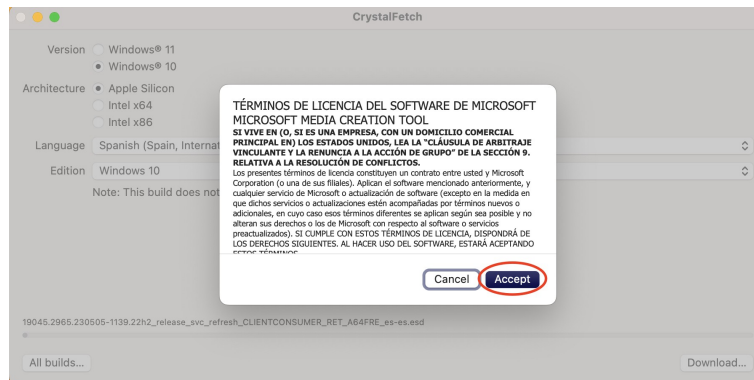 CrystalFetch
Version
Windows® 11
Windows® 10
Architecture
Apple Silicon
Intel x64
Intel x86
Language
Spanish (Spain, Internat
Edition
Windows 10
Note: This build does not
TÉRMINOS DE LICENCIA DEL SOFTWARE DE MICROSOFT
MICROSOFT MEDIA CREATION TOOL
SI VIVE EN (O, SI ES UNA EMPRESA, CON UN DOMICILIO COMERCIAL
PRINCIPAL EN) LOS ESTADOS UNIDOS, LEA LA “CLÁUSULA DE ARBITRAJE
VINCULANTE Y LA RENUNCIA A LA ACCIÓN DE GRUPO” DE LA SECCIÓN 9.
RELATIVA A LA RESOLUCIÓN DE CONFLICTOS.
Los presentes términos de licencia constituyen un contrato entre usted y Microsoft
Corporation (o una de sus filiales). Aplican el software mencionado anteriormente, y
cualquier servicio de Microsoft o actualización de software (excepto en la medida en
que dichos servicios o actualizaciones estén acompañadas por términos nuevos o
adicionales, en cuyo caso esos términos diferentes se aplican según sea posible y no
alteran sus derechos o los de Microsoft con respecto al software o servicios
preactualizados). SI CUMPLE CON ESTOS TÉRMINOS DE LICENCIA, DISPONDRÁ DE
LOS DERECHOS SIGUIENTES. AL HACER USO DEL SOFTWARE, ESTARÁ ACEPTANDO
ESTOS TÉRMINOS
Cancel
Accept
19045.2965.230505-1139.22h2_release_svc_refresh_CLIENTCONSUMER_RET_A64FRE_es-es.esd
All builds...
Download...